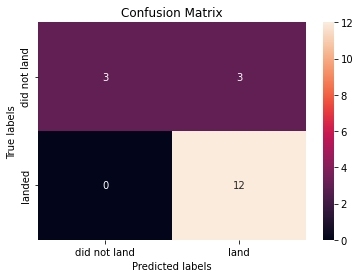 Confusion Matrix
True labels
did not land
landed
3
3
0
12
did not land
land
Predicted labels
12
10
8
6
4
2
0